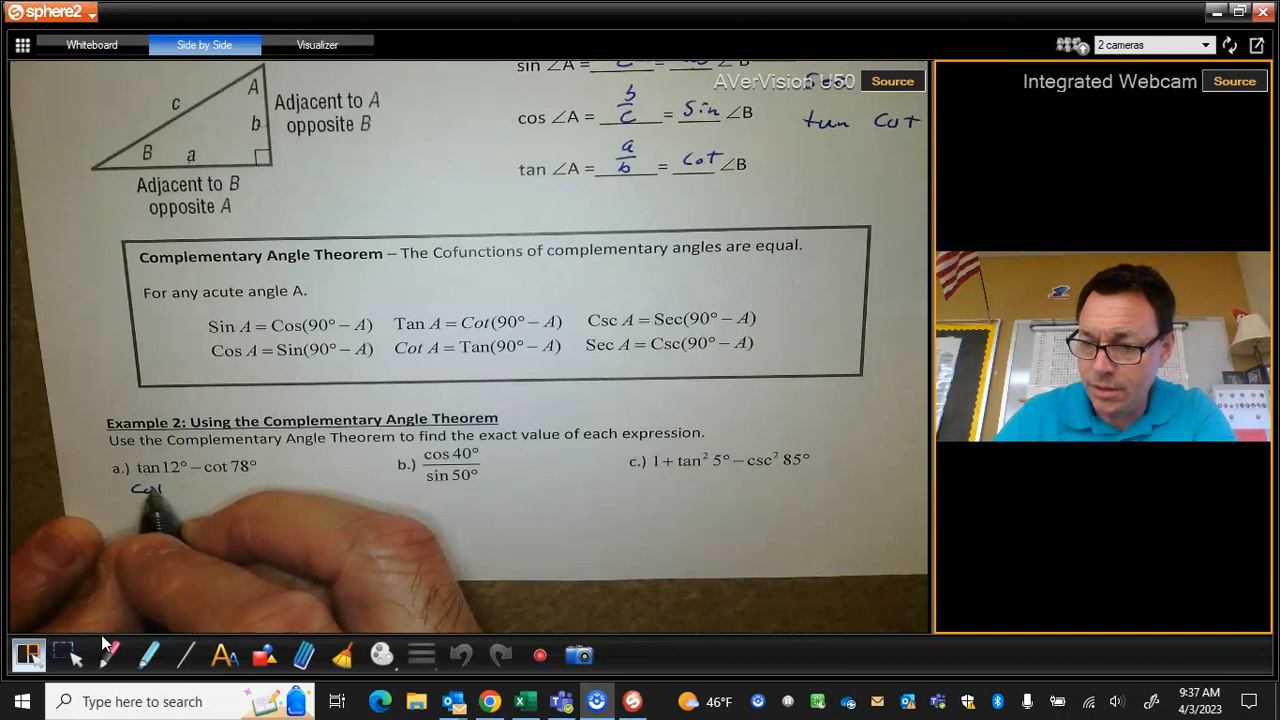 sphere2
Whiteboard Side by Side Visualizer 2 cameras
AVerVision U50 Source
Integrated Webcam Source
sin ∠A = ∠B
A
c
b
B
a
Adjacent to A
opposite B
Adjacent to B
opposite A
cos ∠A = b/c = Sin ∠B
tan cot
tan ∠A = a/b = cot ∠B
Complementary Angle Theorem – The Cofunctions of complementary angles are equal.
For any acute angle A.
Sin A = Cos(90° – A) Tan A = Cot(90° – A) Csc A = Sec(90° – A)
Cos A = Sin(90° – A) Cot A = Tan(90° – A) Sec A = Csc(90° – A)
Example 2: Using the Complementary Angle Theorem
Use the Complementary Angle Theorem to find the exact value of each expression.
a.) tan 12° – cot 78°
b.) cos 40° / sin 50°
c.) 1 + tan² 5° – csc² 85°
Cot
Type here to search
46°F
9:37 AM
4/3/2023